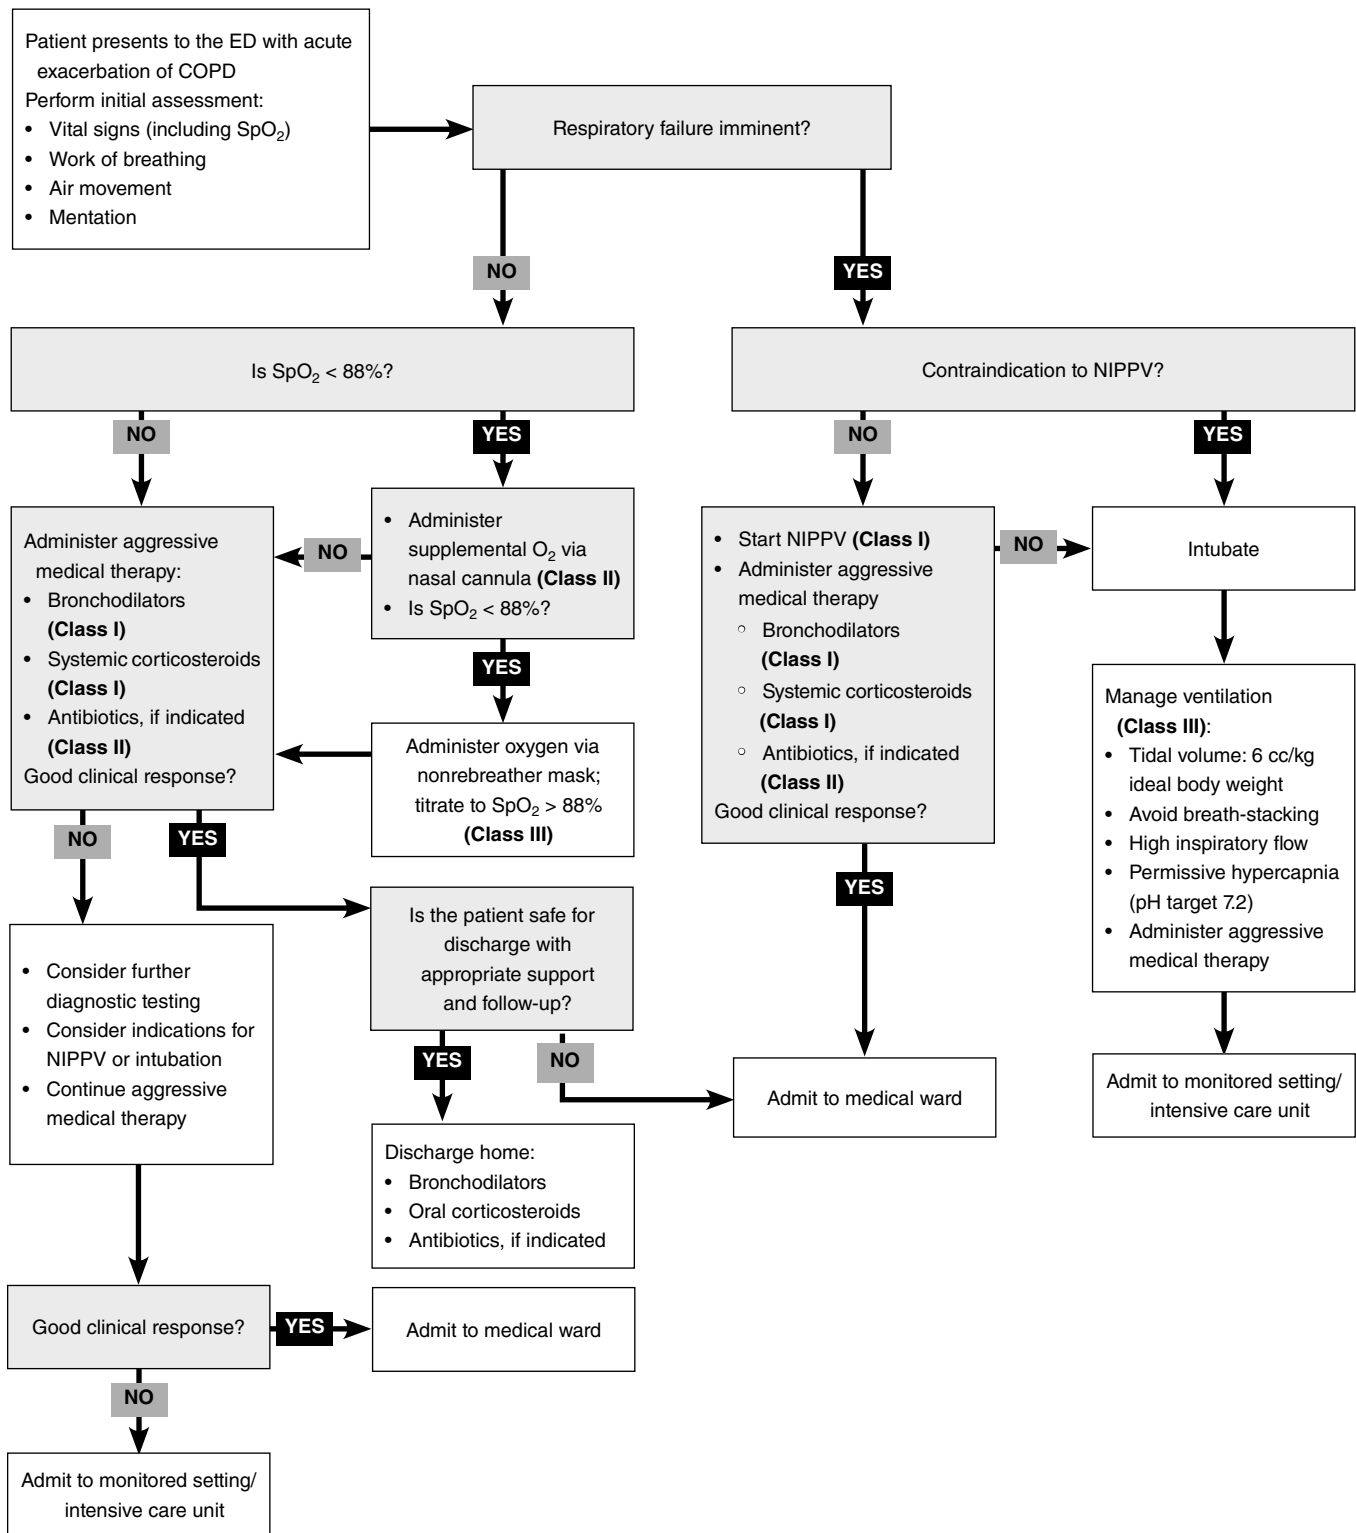 Patient presents to the ED with acute
exacerbation of COPD
Perform initial assessment:
• Vital signs (including SpO₂)
• Work of breathing
• Air movement
• Mentation
Respiratory failure imminent?
NO
YES
Is SpO₂ < 88%?
Contraindication to NIPPV?
NO
YES
NO
YES
Administer aggressive
medical therapy:
• Bronchodilators
(Class I)
• Systemic corticosteroids
(Class I)
• Antibiotics, if indicated
(Class II)
Good clinical response?
NO
• Administer
supplemental O₂ via
nasal cannula (Class II)
• Is SpO₂ < 88%?
YES
Administer oxygen via
nonrebreather mask;
titrate to SpO₂ > 88%
(Class III)
• Start NIPPV (Class I)
• Administer aggressive
medical therapy
○ Bronchodilators
(Class I)
○ Systemic corticosteroids
(Class I)
○ Antibiotics, if indicated
(Class II)
Good clinical response?
NO
Intubate
Manage ventilation
(Class III):
• Tidal volume: 6 cc/kg
ideal body weight
• Avoid breath-stacking
• High inspiratory flow
• Permissive hypercapnia
(pH target 7.2)
• Administer aggressive
medical therapy
NO
YES
YES
• Consider further
diagnostic testing
• Consider indications for
NIPPV or intubation
• Continue aggressive
medical therapy
Is the patient safe for
discharge with
appropriate support
and follow-up?
YES
NO
Admit to medical ward
Admit to monitored setting/
intensive care unit
Discharge home:
• Bronchodilators
• Oral corticosteroids
• Antibiotics, if indicated
Good clinical response?
YES
Admit to medical ward
NO
Admit to monitored setting/
intensive care unit